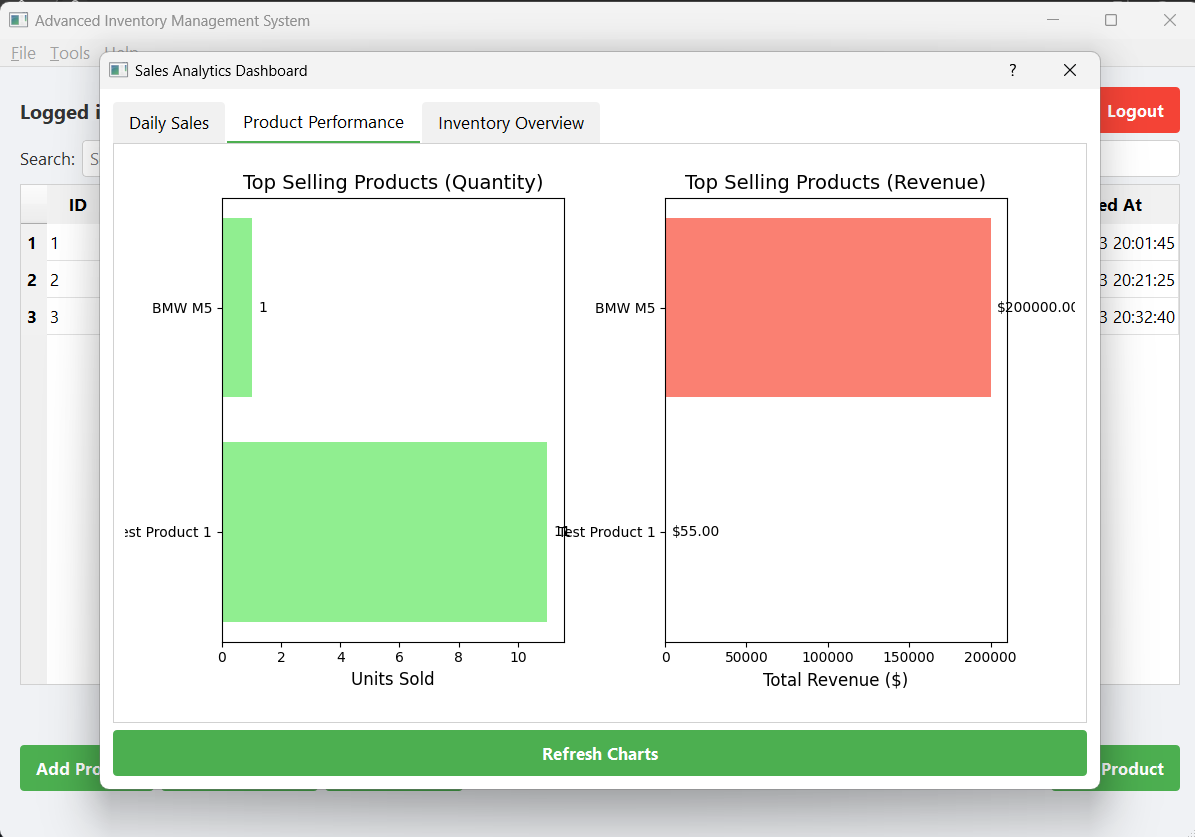 Advanced Inventory Management System
File Tools Help
Sales Analytics Dashboard
?
Logged i
Logout
Daily Sales
Product Performance
Inventory Overview
Search:
S
ID
ed At
1 1
3 20:01:45
2 2
3 20:21:25
3 3
3 20:32:40
Top Selling Products (Quantity)
BMW M5
1
est Product 1
11
0 2 4 6 8 10
Units Sold
Top Selling Products (Revenue)
BMW M5
$200000.00
Test Product 1
$55.00
0 50000 100000 150000 200000
Total Revenue ($)
Refresh Charts
Add Pro
Product